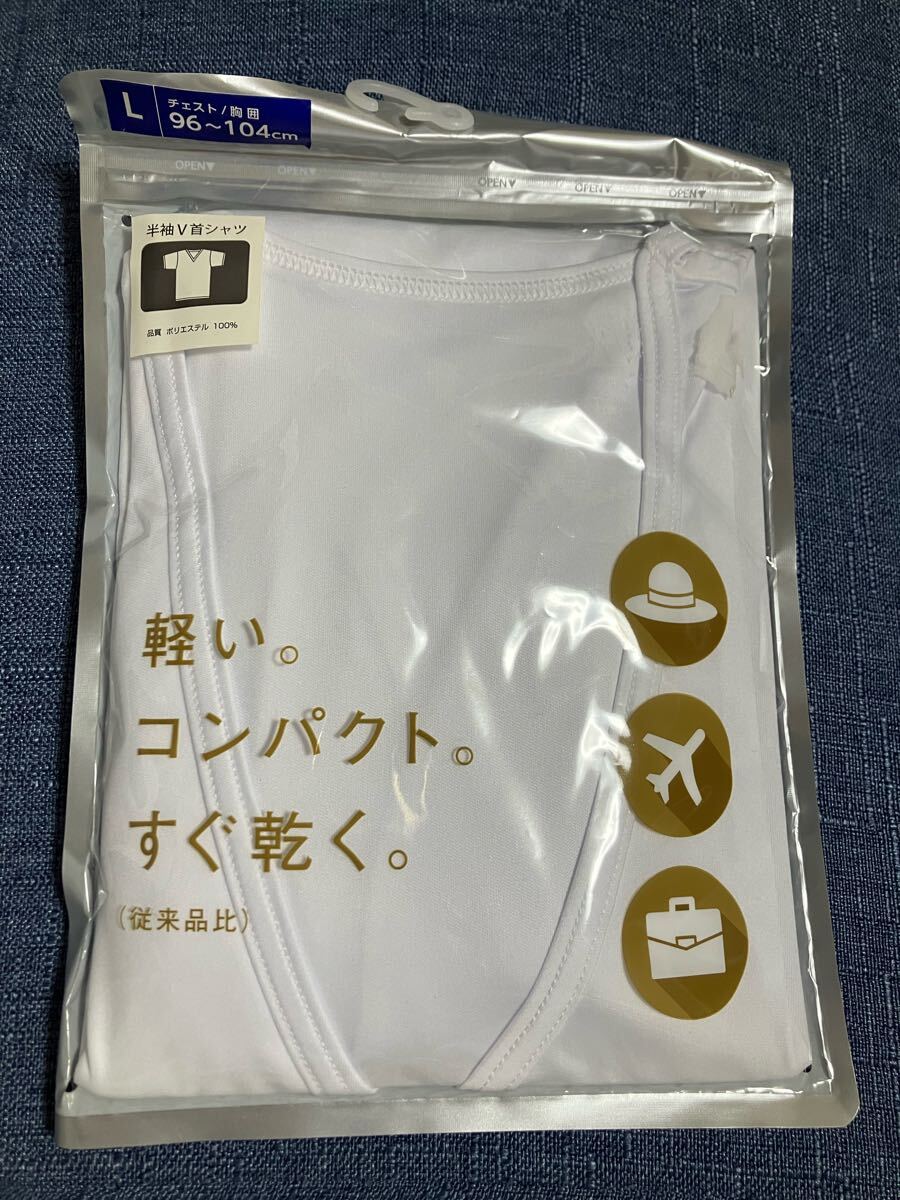 L
チェスト/胸囲
96～104cm
OPEN▼ OPEN▼ OPEN▼ OPEN▼ OPEN▼
半袖V首シャツ
品質 ポリエステル 100%
軽い。
コンパクト。
すぐ乾く。
(従来品比)